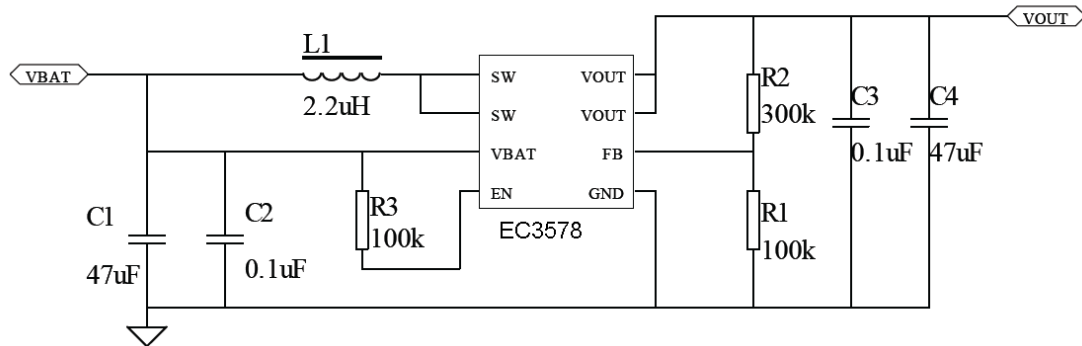 VOUT
L1
VBAT
2.2uH
SW
VOUT
R2
300k
C3
C4
SW
VOUT
0.1uF
47uF
VBAT
FB
EN
GND
R3
100k
R1
100k
C1
C2
EC3578
47uF
0.1uF